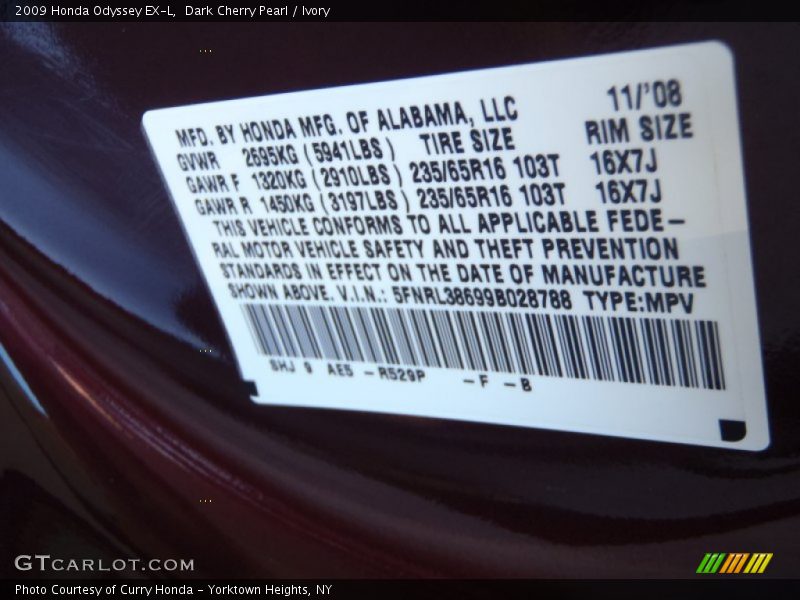 2009 Honda Odyssey EX-L,  Dark Cherry Pearl / Ivory
MFD. BY HONDA MFG. OF ALABAMA, LLC 11/'08
GVWR 2695KG (5941LBS) TIRE SIZE RIM SIZE
GAWR F 1320KG (2910LBS) 235/65R16 103T 16X7J
GAWR R 1450KG (3197LBS) 235/65R16 103T 16X7J
THIS VEHICLE CONFORMS TO ALL APPLICABLE FEDE-
RAL MOTOR VEHICLE SAFETY AND THEFT PREVENTION
STANDARDS IN EFFECT ON THE DATE OF MANUFACTURE
SHOWN ABOVE. V.I.N.: 5FNRL38699B028788 TYPE:MPV
SHJ 9 AE5 -R529P -F -B
GTCARLOT.COM
Photo Courtesy of Curry Honda - Yorktown Heights, NY